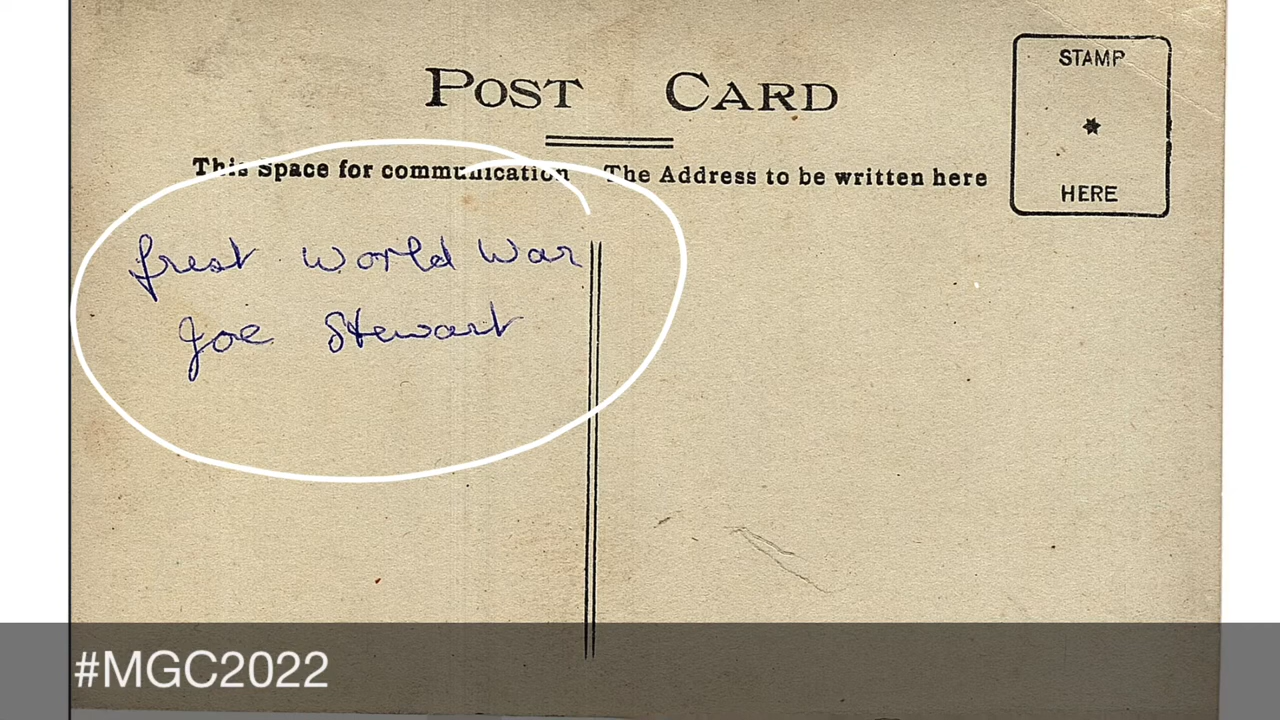 POST CARD
STAMP
HERE
This Space for communication
The Address to be written here
Great World War
Joe Stewart
#MGC2022